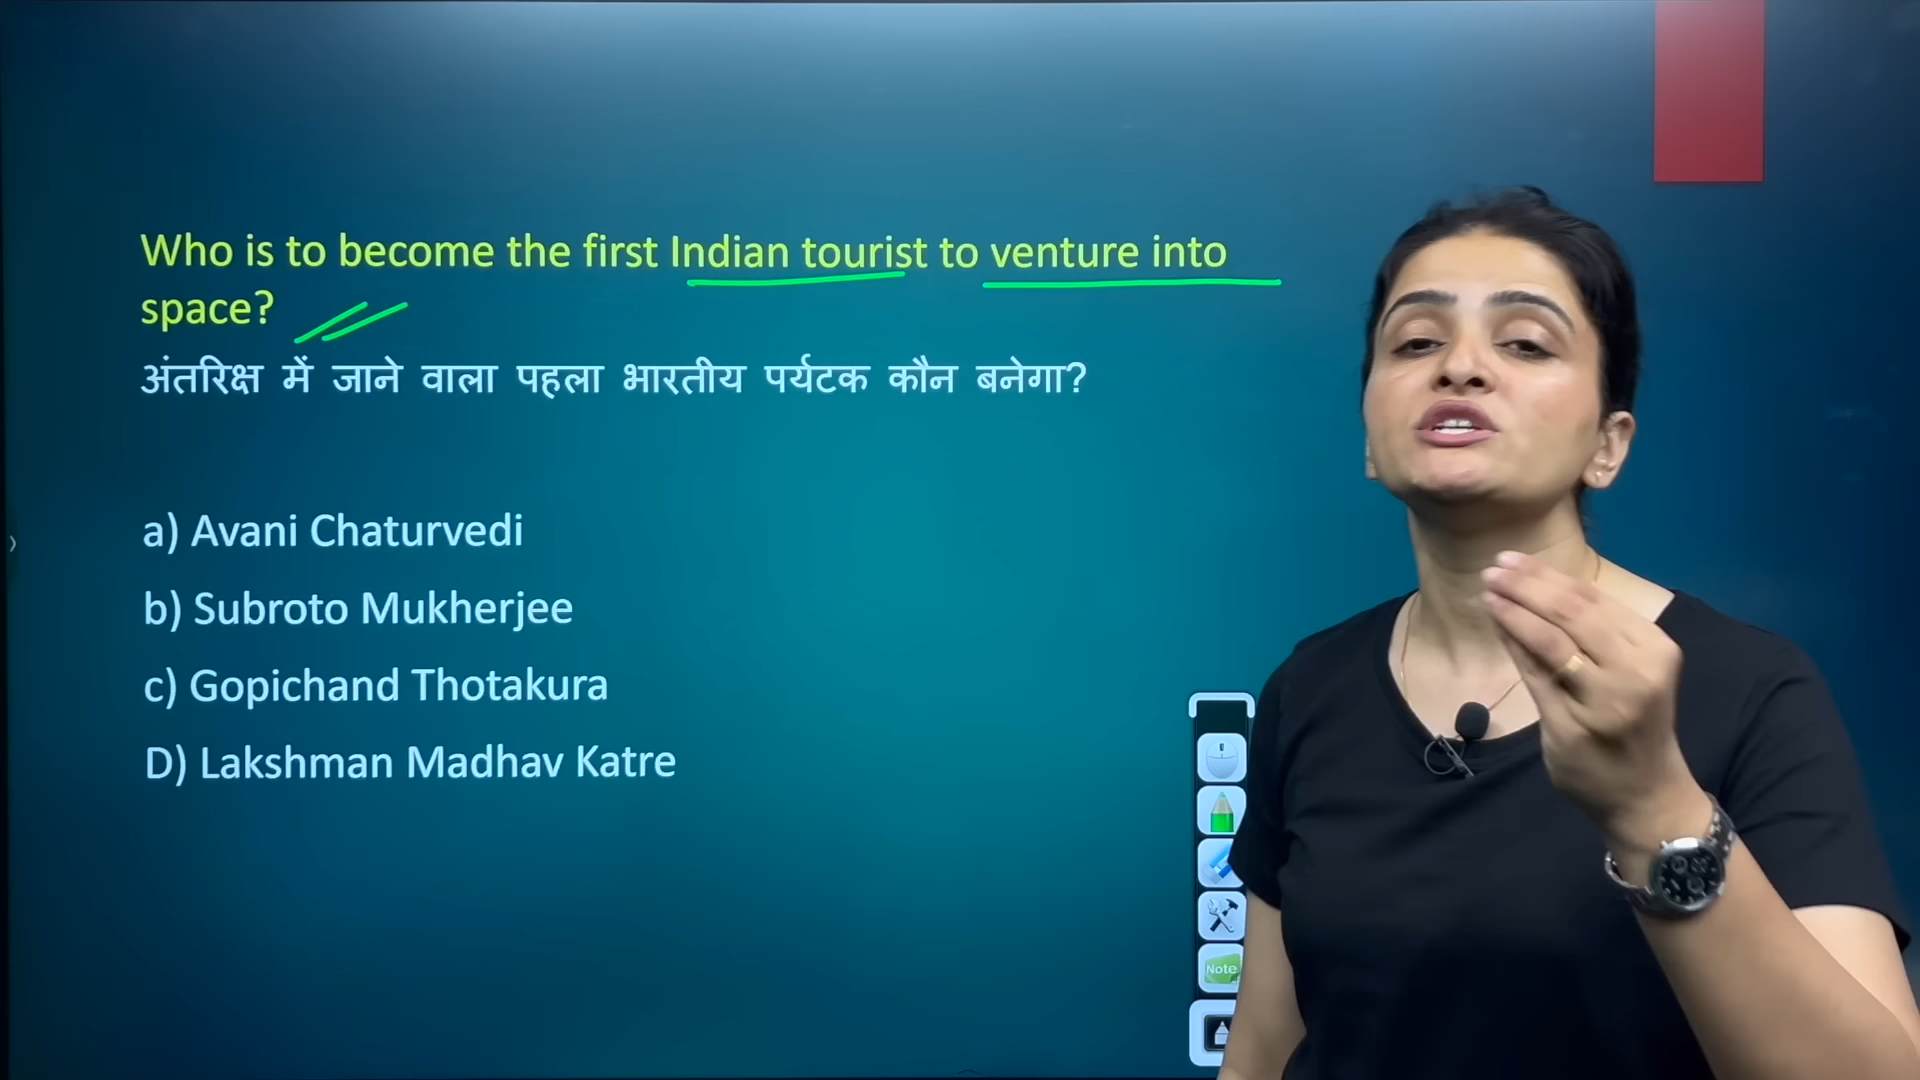 Who is to become the first Indian tourist to venture into
space?
अंतरिक्ष में जाने वाला पहला भारतीय पर्यटक कौन बनेगा?
a) Avani Chaturvedi
b) Subroto Mukherjee
c) Gopichand Thotakura
D) Lakshman Madhav Katre
Note